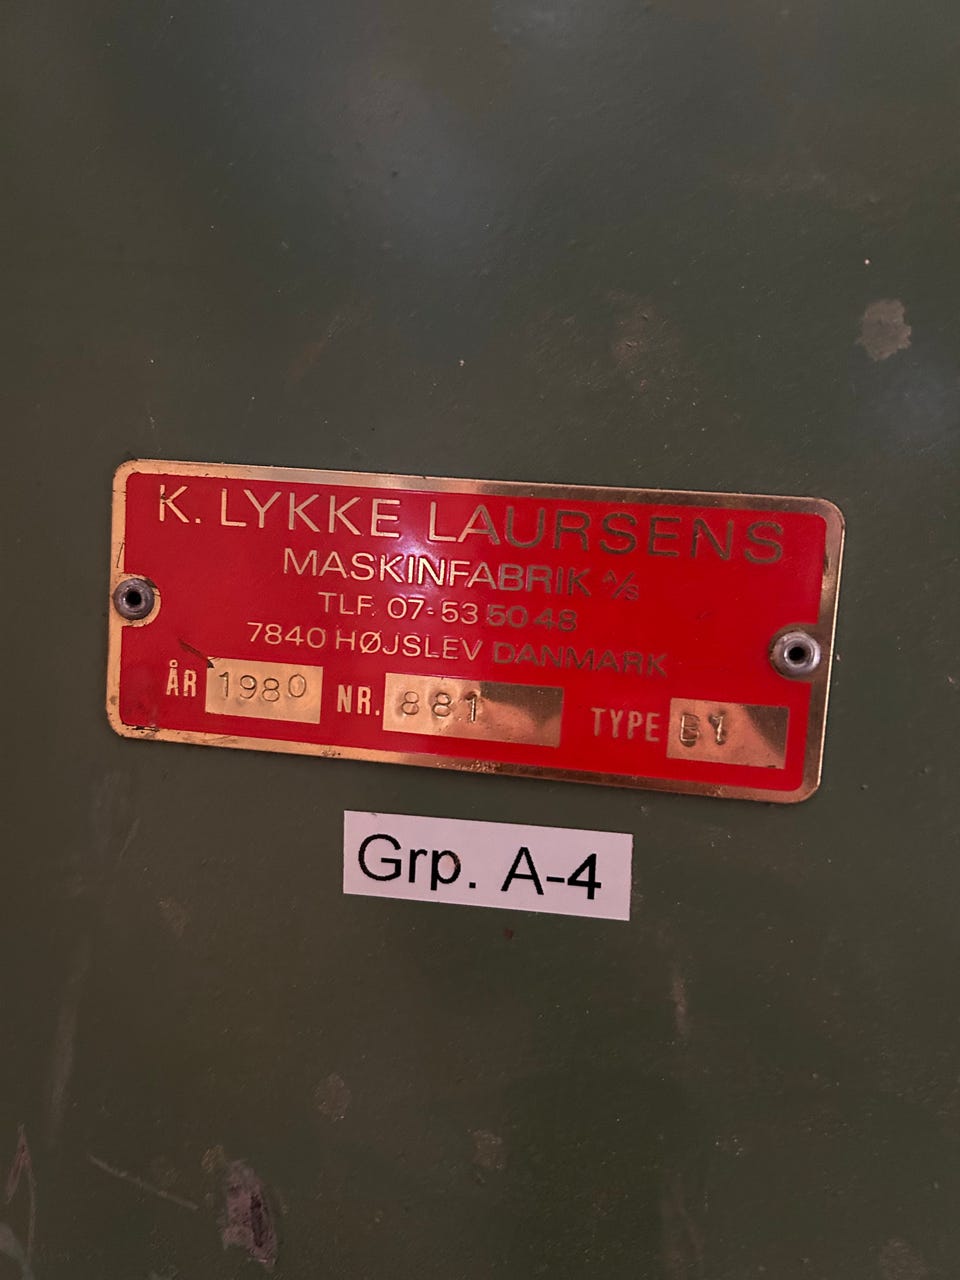 K. LYKKE LAURSENS
MASKINFABRIK A/S
TLF. 07-53 50 48
7840 HØJSLEV DANMARK
ÅR 1980 NR. 881 TYPE B1
Grp. A-4